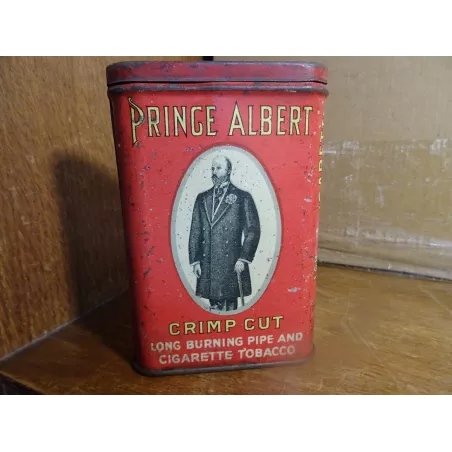 PRINCE ALBERT
CRIMP CUT
LONG BURNING PIPE AND
CIGARETTE TOBACCO